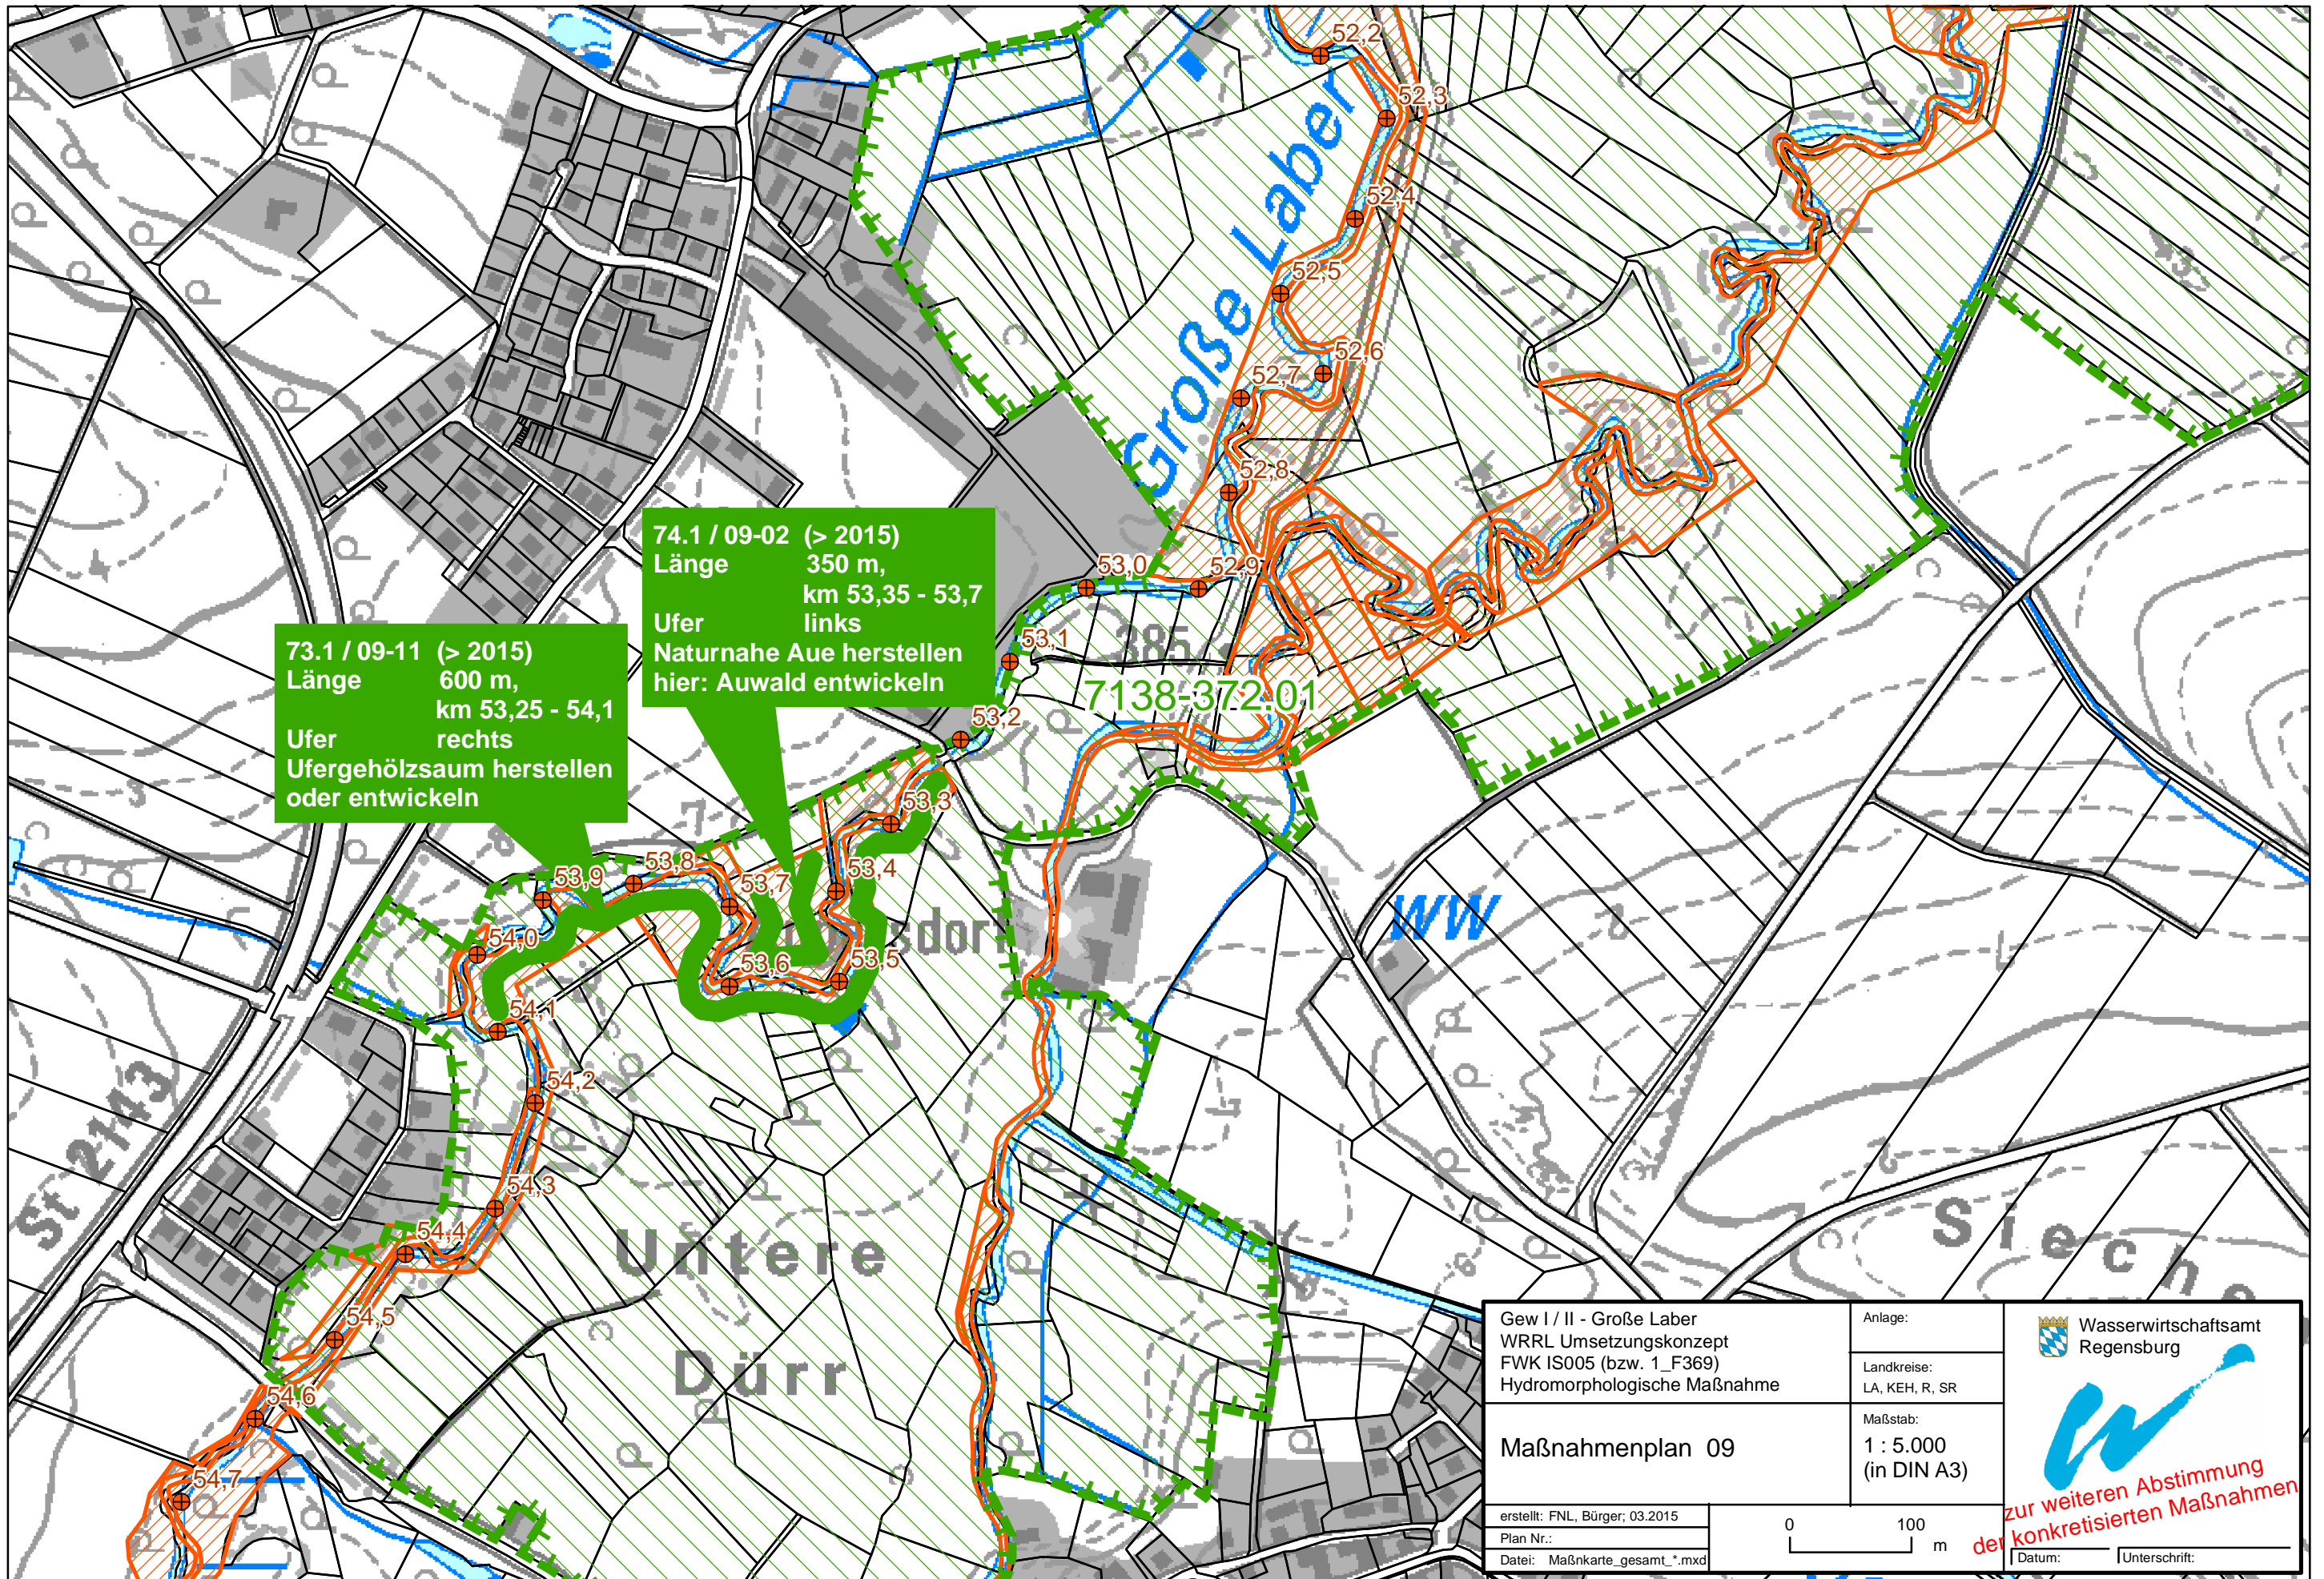 52,2
52,3
52,4
52,5
52,6
52,7
52,8
52,9
53,0
53,1
53,2
53,3
53,4
53,5
53,6
53,7
53,8
53,9
54,0
54,1
54,2
54,3
54,4
54,5
54,6
54,7
Große Laber
385
7138-372.01
WW
St 2143
Untere
Dürr
Sieche
74.1 / 09-02 (> 2015)
Länge 350 m,
km 53,35 - 53,7
Ufer links
Naturnahe Aue herstellen
hier: Auwald entwickeln
73.1 / 09-11 (> 2015)
Länge 600 m,
km 53,25 - 54,1
Ufer rechts
Ufergehölzsaum herstellen
oder entwickeln
Gew I / II - Große Laber
WRRL Umsetzungskonzept
FWK IS005 (bzw. 1_F369)
Hydromorphologische Maßnahme
Maßnahmenplan 09
erstellt: FNL, Bürger; 03.2015
Plan Nr.:
Datei: Maßnkarte_gesamt_*.mxd
Anlage:
Landkreise:
LA, KEH, R, SR
Maßstab:
1 : 5.000
(in DIN A3)
0 100
m
Wasserwirtschaftsamt
Regensburg
zur weiteren Abstimmung
der konkretisierten Maßnahmen
Datum:
Unterschrift: